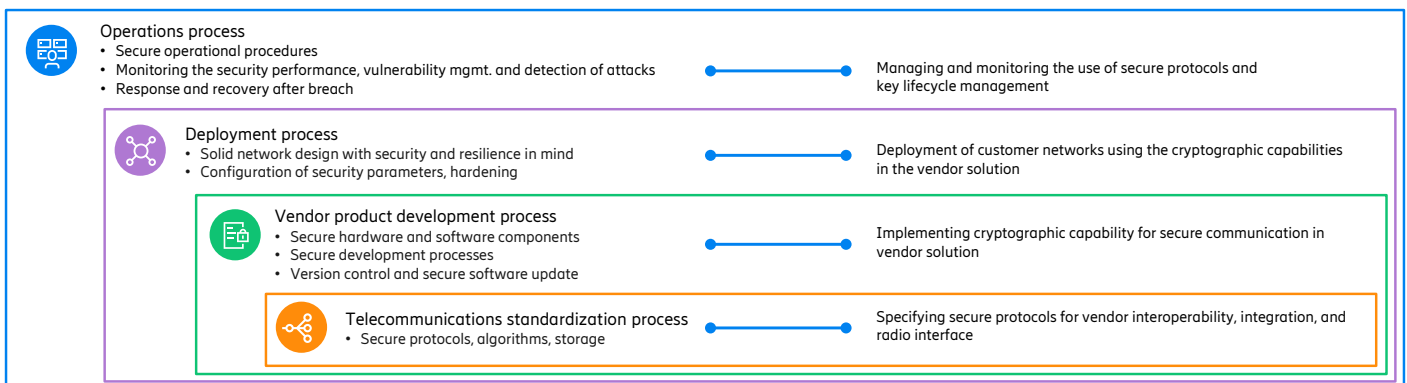 Operations process
• Secure operational procedures
• Monitoring the security performance, vulnerability mgmt. and detection of attacks
• Response and recovery after breach
Managing and monitoring the use of secure protocols and
key lifecycle management
Deployment process
• Solid network design with security and resilience in mind
• Configuration of security parameters, hardening
Deployment of customer networks using the cryptographic capabilities
in the vendor solution
Vendor product development process
• Secure hardware and software components
• Secure development processes
• Version control and secure software update
Implementing cryptographic capability for secure communication in
vendor solution
Telecommunications standardization process
• Secure protocols, algorithms, storage
Specifying secure protocols for vendor interoperability, integration, and
radio interface